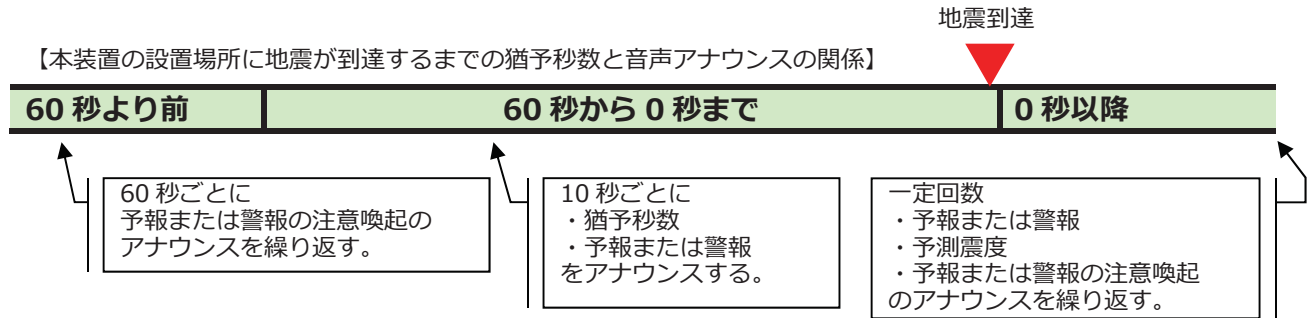 地震到達
【本装置の設置場所に地震が到達するまでの猶予秒数と音声アナウンスの関係】
60 秒より前
60 秒から 0 秒まで
0 秒以降
60 秒ごとに
予報または警報の注意喚起の
アナウンスを繰り返す。
10 秒ごとに
・猶予秒数
・予報または警報
をアナウンスする。
一定回数
・予報または警報
・予測震度
・予報または警報の注意喚起
のアナウンスを繰り返す。